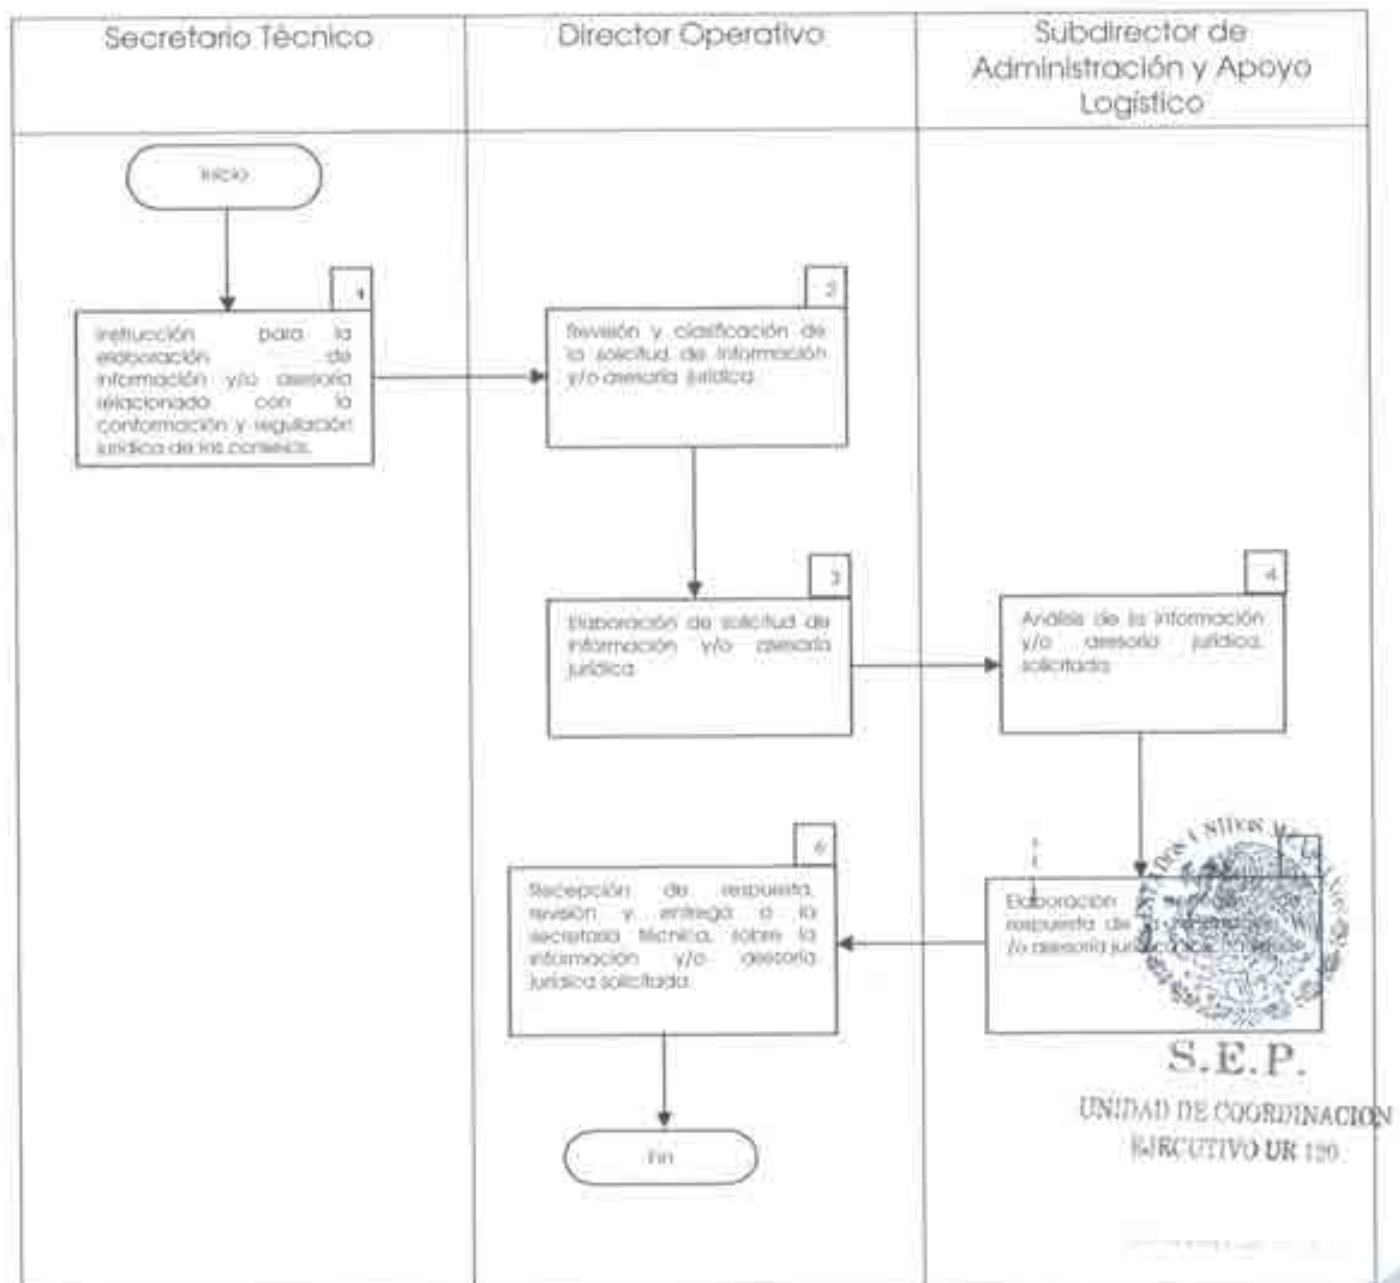 Secretario Técnico
Director Operativo
Subdirector de
Administración y Apoyo
Logístico
Inicio
1
Instrucción para la
elaboración de
información y/o asesoría
relacionada con la
conformación y regulación
jurídica de los consejos.
2
Revisión y clasificación de
la solicitud de información
y/o asesoría jurídica
3
Elaboración de solicitud de
información y/o asesoría
jurídica
4
Análisis de la información
y/o asesoría jurídica,
solicitada
Elaboración de
respuesta de
/o asesoría
6
Recepción de respuesta,
revisión y entrega a la
secretaria técnica, sobre la
información y/o asesoría
jurídica solicitada
Fin
S.E.P.
UNIDAD DE COORDINACION
EJECUTIVO UR 120